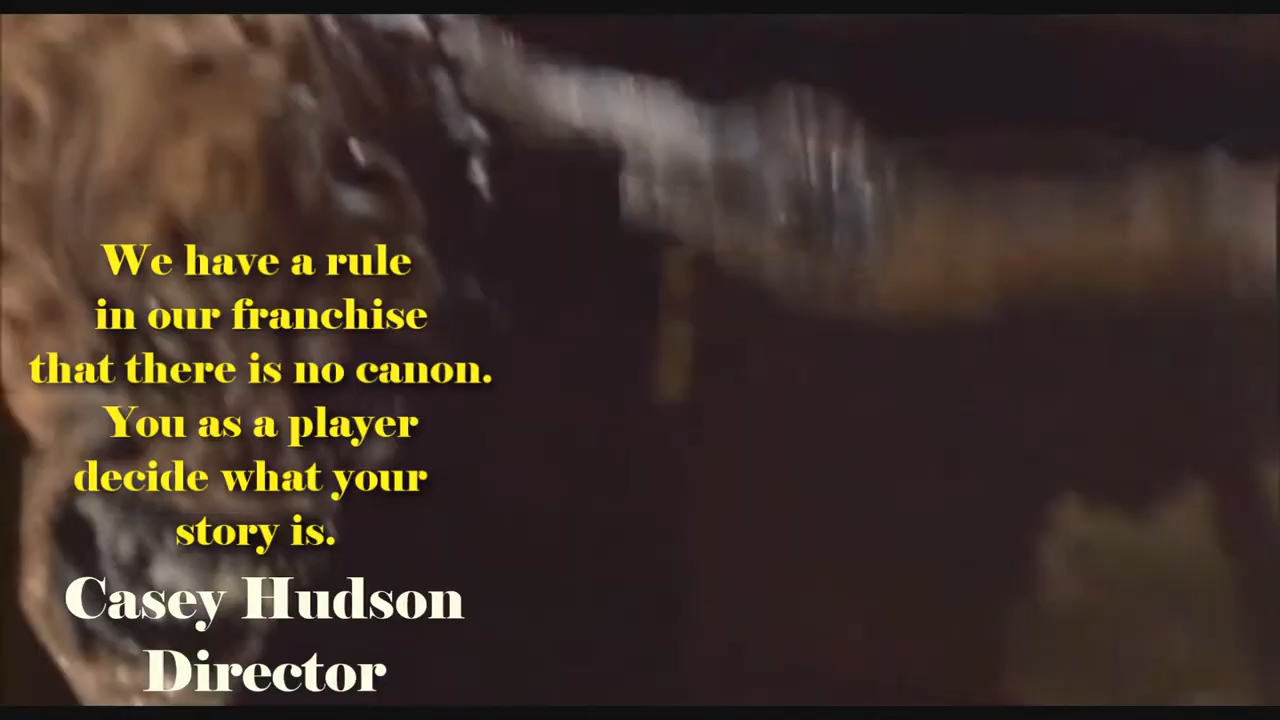 We have a rule
in our franchise
that there is no canon.
You as a player
decide what your
story is.
Casey Hudson
Director